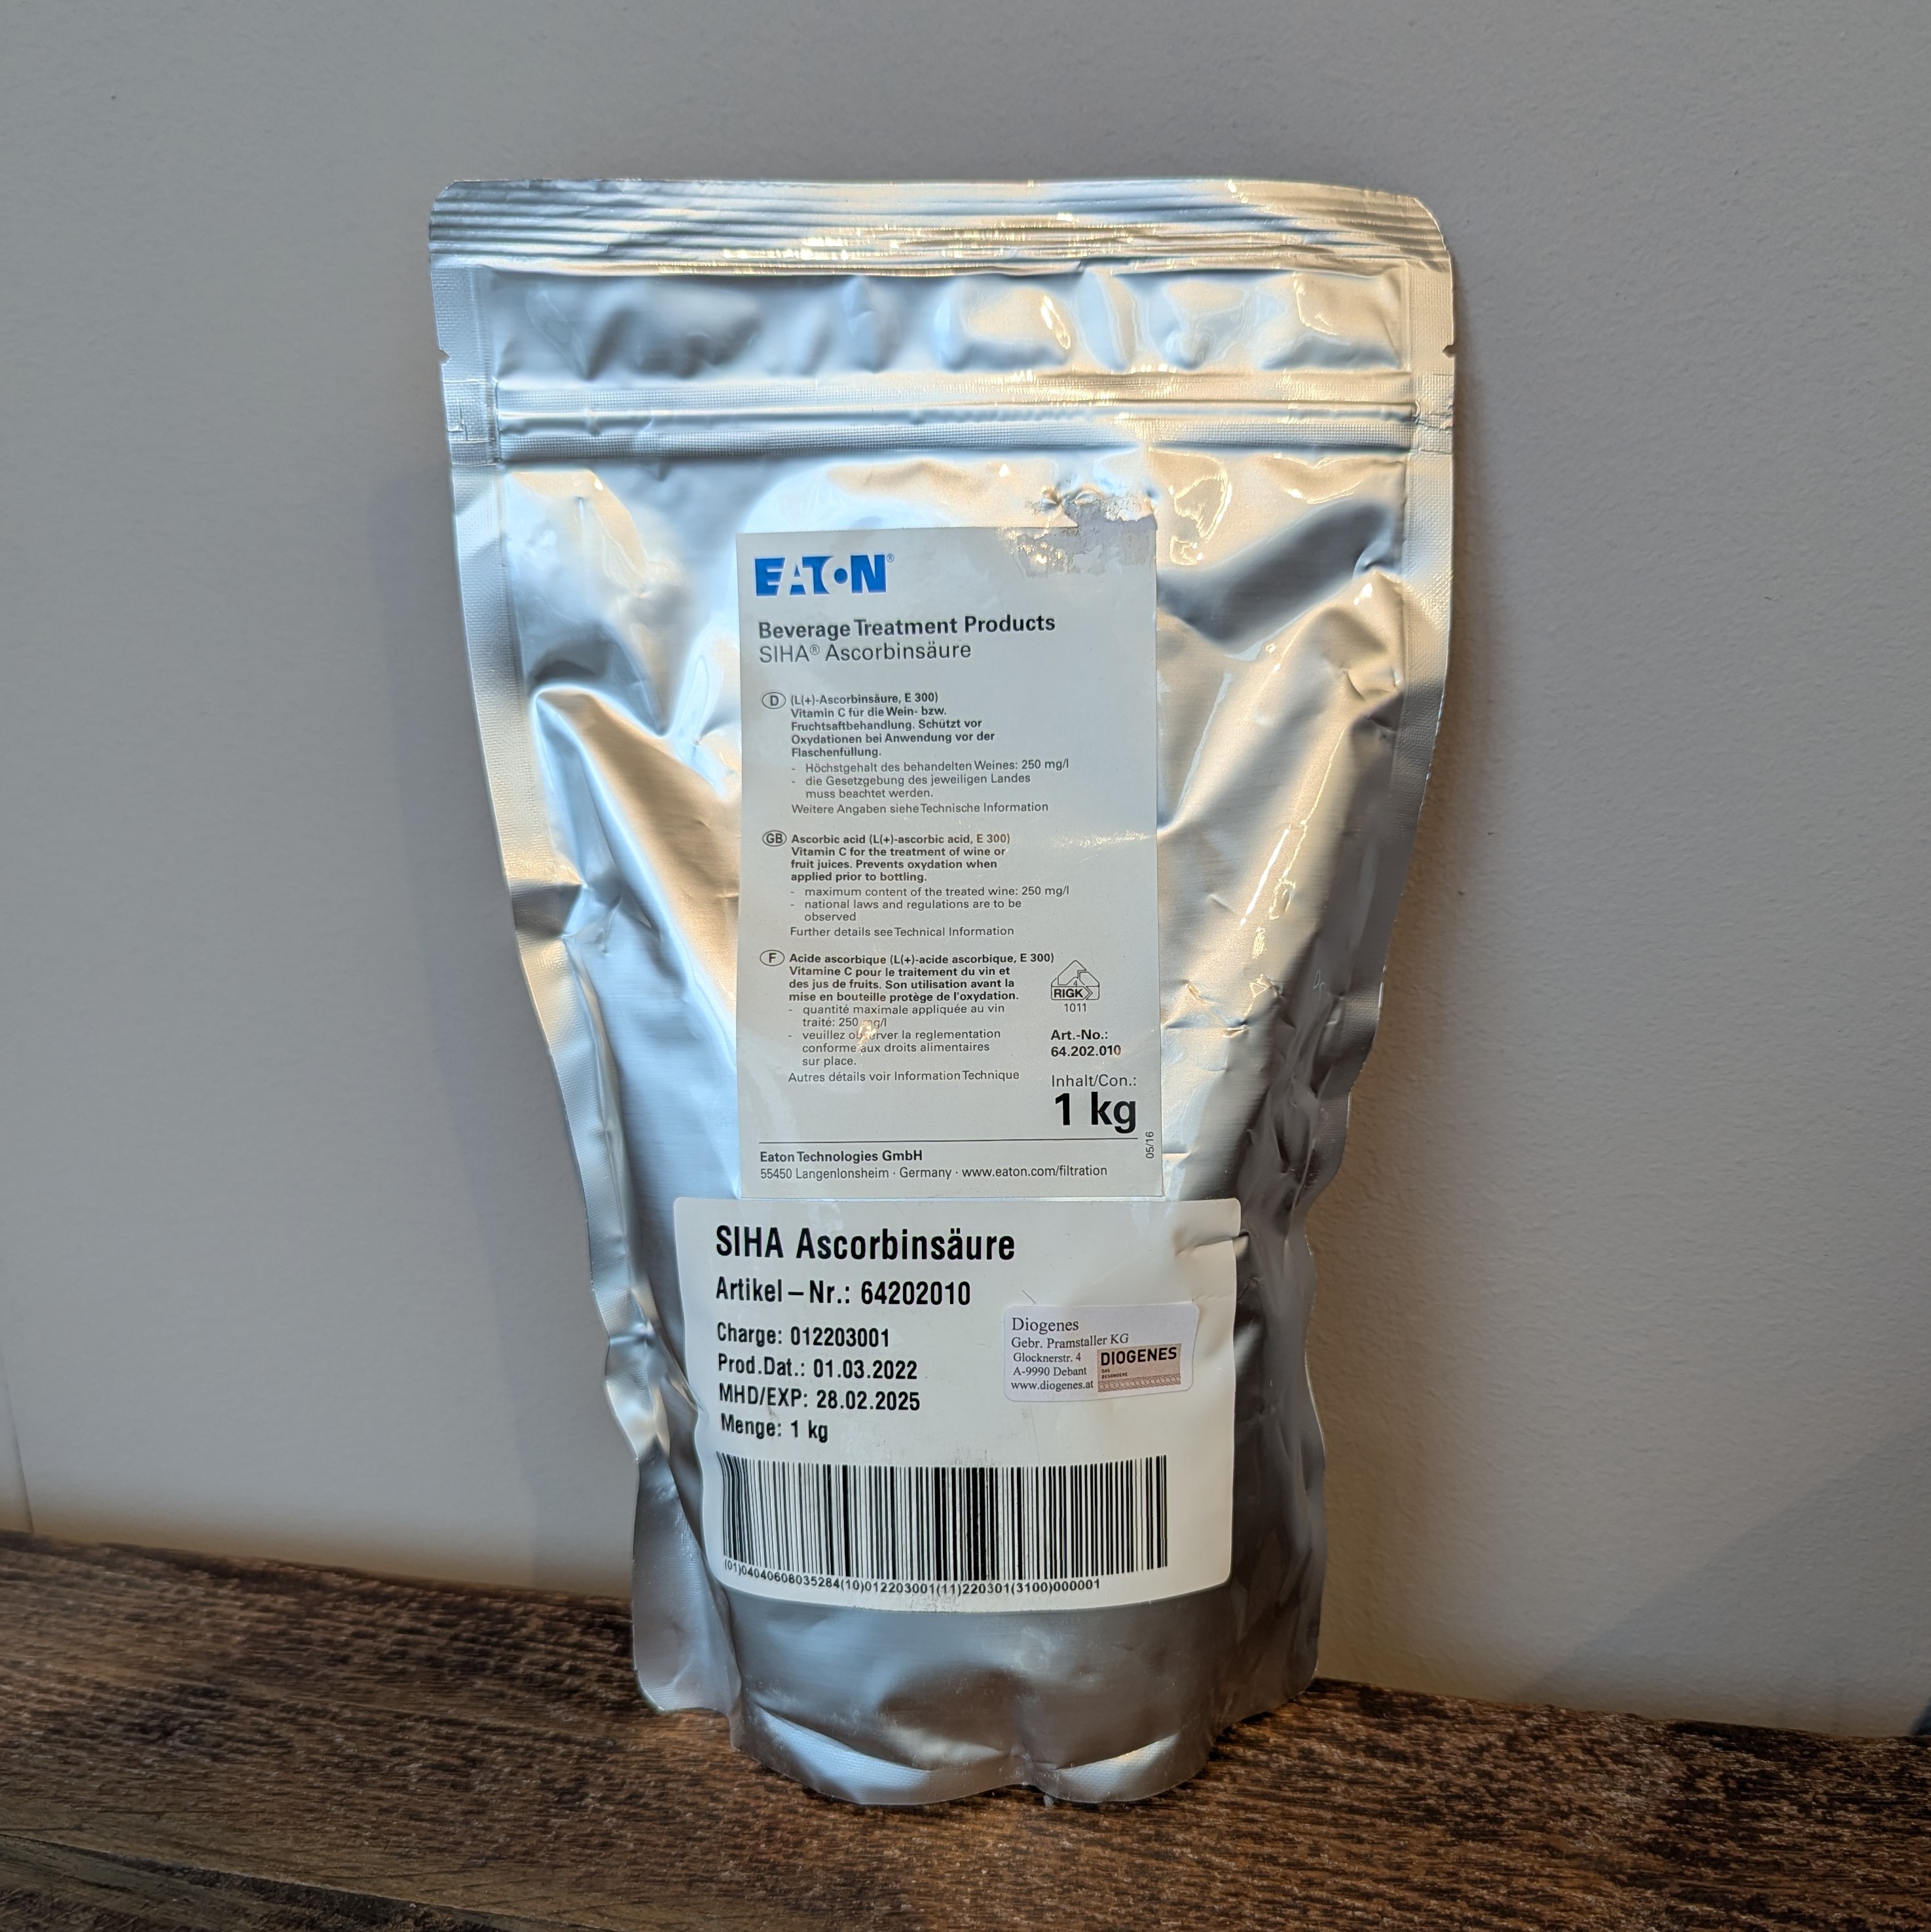 EATON®
Beverage Treatment Products
SIHA® Ascorbinsäure
D (L(+)-Ascorbinsäure, E 300)
Vitamin C für die Wein- bzw.
Fruchtsaftbehandlung. Schützt vor
Oxydationen bei Anwendung vor der
Flaschenfüllung.
- Höchstgehalt des behandelten Weines: 250 mg/l
- die Gesetzgebung des jeweiligen Landes
muss beachtet werden.
Weitere Angaben siehe Technische Information
GB Ascorbic acid (L(+)-ascorbic acid, E 300)
Vitamin C for the treatment of wine or
fruit juices. Prevents oxydation when
applied prior to bottling.
- maximum content of the treated wine: 250 mg/l
- national laws and regulations are to be
observed
Further details see Technical Information
F Acide ascorbique (L(+)-acide ascorbique, E 300)
Vitamine C pour le traitement du vin et
des jus de fruits. Son utilisation avant la
mise en bouteille protège de l'oxydation.
- quantité maximale appliquée au vin
traité: 250 mg/l
- veuillez observer la reglementation
conforme aux droits alimentaires
sur place.
Autres détails voir Information Technique
4
RIGK
1011
Art.-No.:
64.202.010
Inhalt/Con.:
1 kg
05/16
Eaton Technologies GmbH
55450 Langenlonsheim · Germany · www.eaton.com/filtration
SIHA Ascorbinsäure
Artikel–Nr.: 64202010
Charge: 012203001
Prod.Dat.: 01.03.2022
MHD/EXP: 28.02.2025
Menge: 1 kg
Diogenes
Gebr. Pramstaller KG
Glocknerstr. 4
A-9990 Debant
www.diogenes.at
DIOGENES
DAS
BESONDERE
(01)04040608035284(10)012203001(11)220301(3100)000001